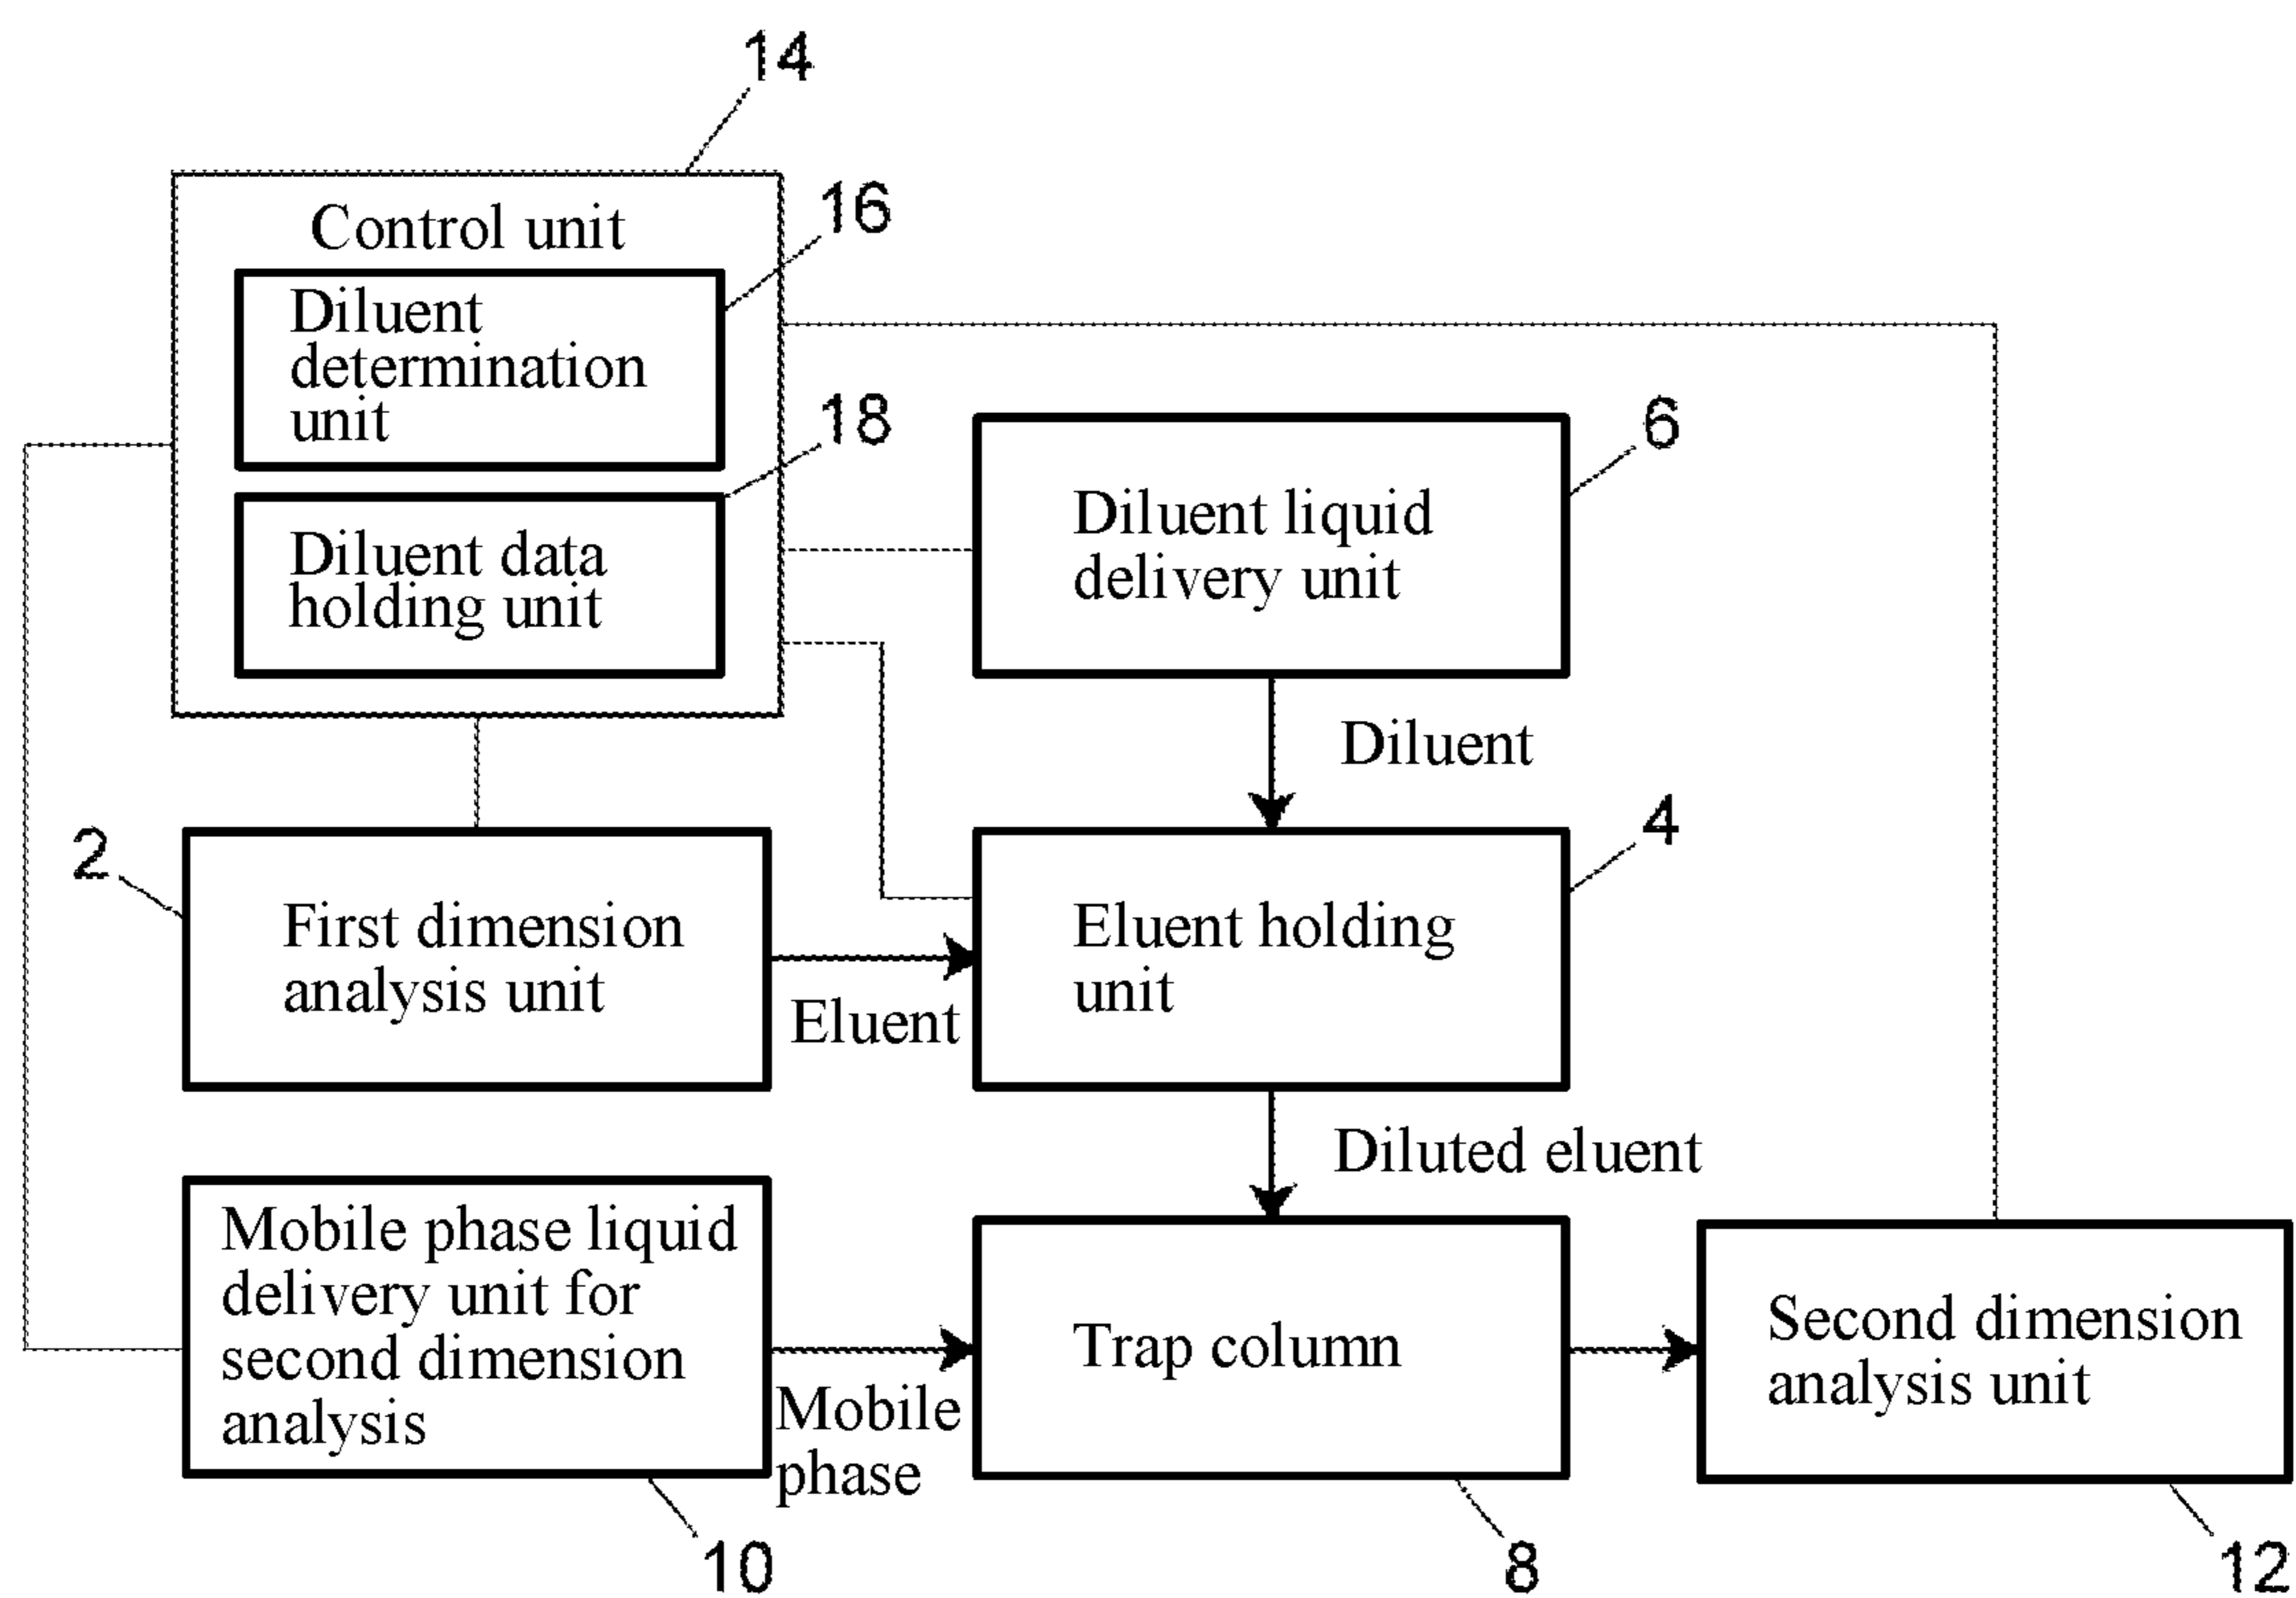 14
Control unit
16
Diluent
determination
unit
18
Diluent data
holding unit
6
Diluent liquid
delivery unit
Diluent
2
First dimension
analysis unit
Eluent
4
Eluent holding
unit
Diluted eluent
Mobile phase liquid
delivery unit for
second dimension
analysis
10
Mobile
phase
Trap column
8
Second dimension
analysis unit
12